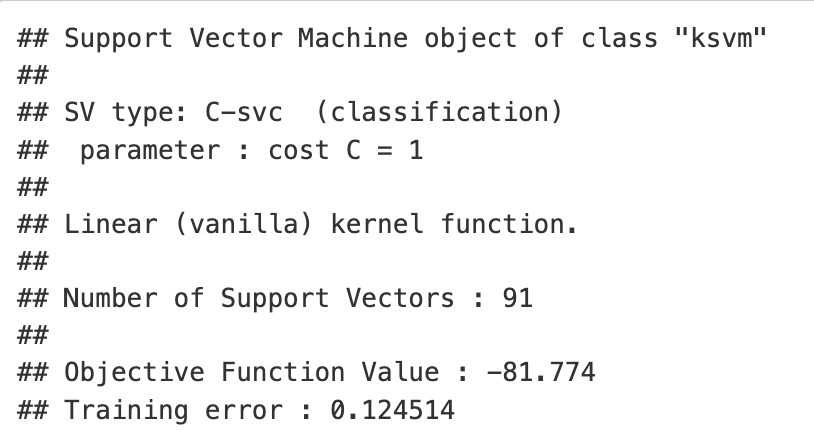 ## Support Vector Machine object of class "ksvm"
##
## SV type: C-svc  (classification)
##  parameter : cost C = 1
##
## Linear (vanilla) kernel function.
##
## Number of Support Vectors : 91
##
## Objective Function Value : -81.774
## Training error : 0.124514